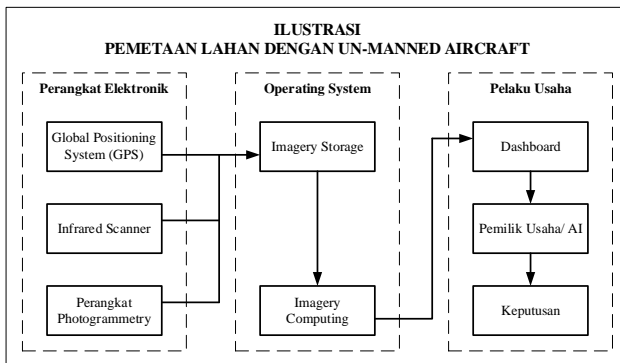 ILUSTRASI
PEMETAAN LAHAN DENGAN UN-MANNED AIRCRAFT
Perangkat Elektronik
Global Positioning
System (GPS)
Infrared Scanner
Perangkat
Photogrammetry
Operating System
Imagery Storage
Imagery
Computing
Pelaku Usaha
Dashboard
Pemilik Usaha/ AI
Keputusan